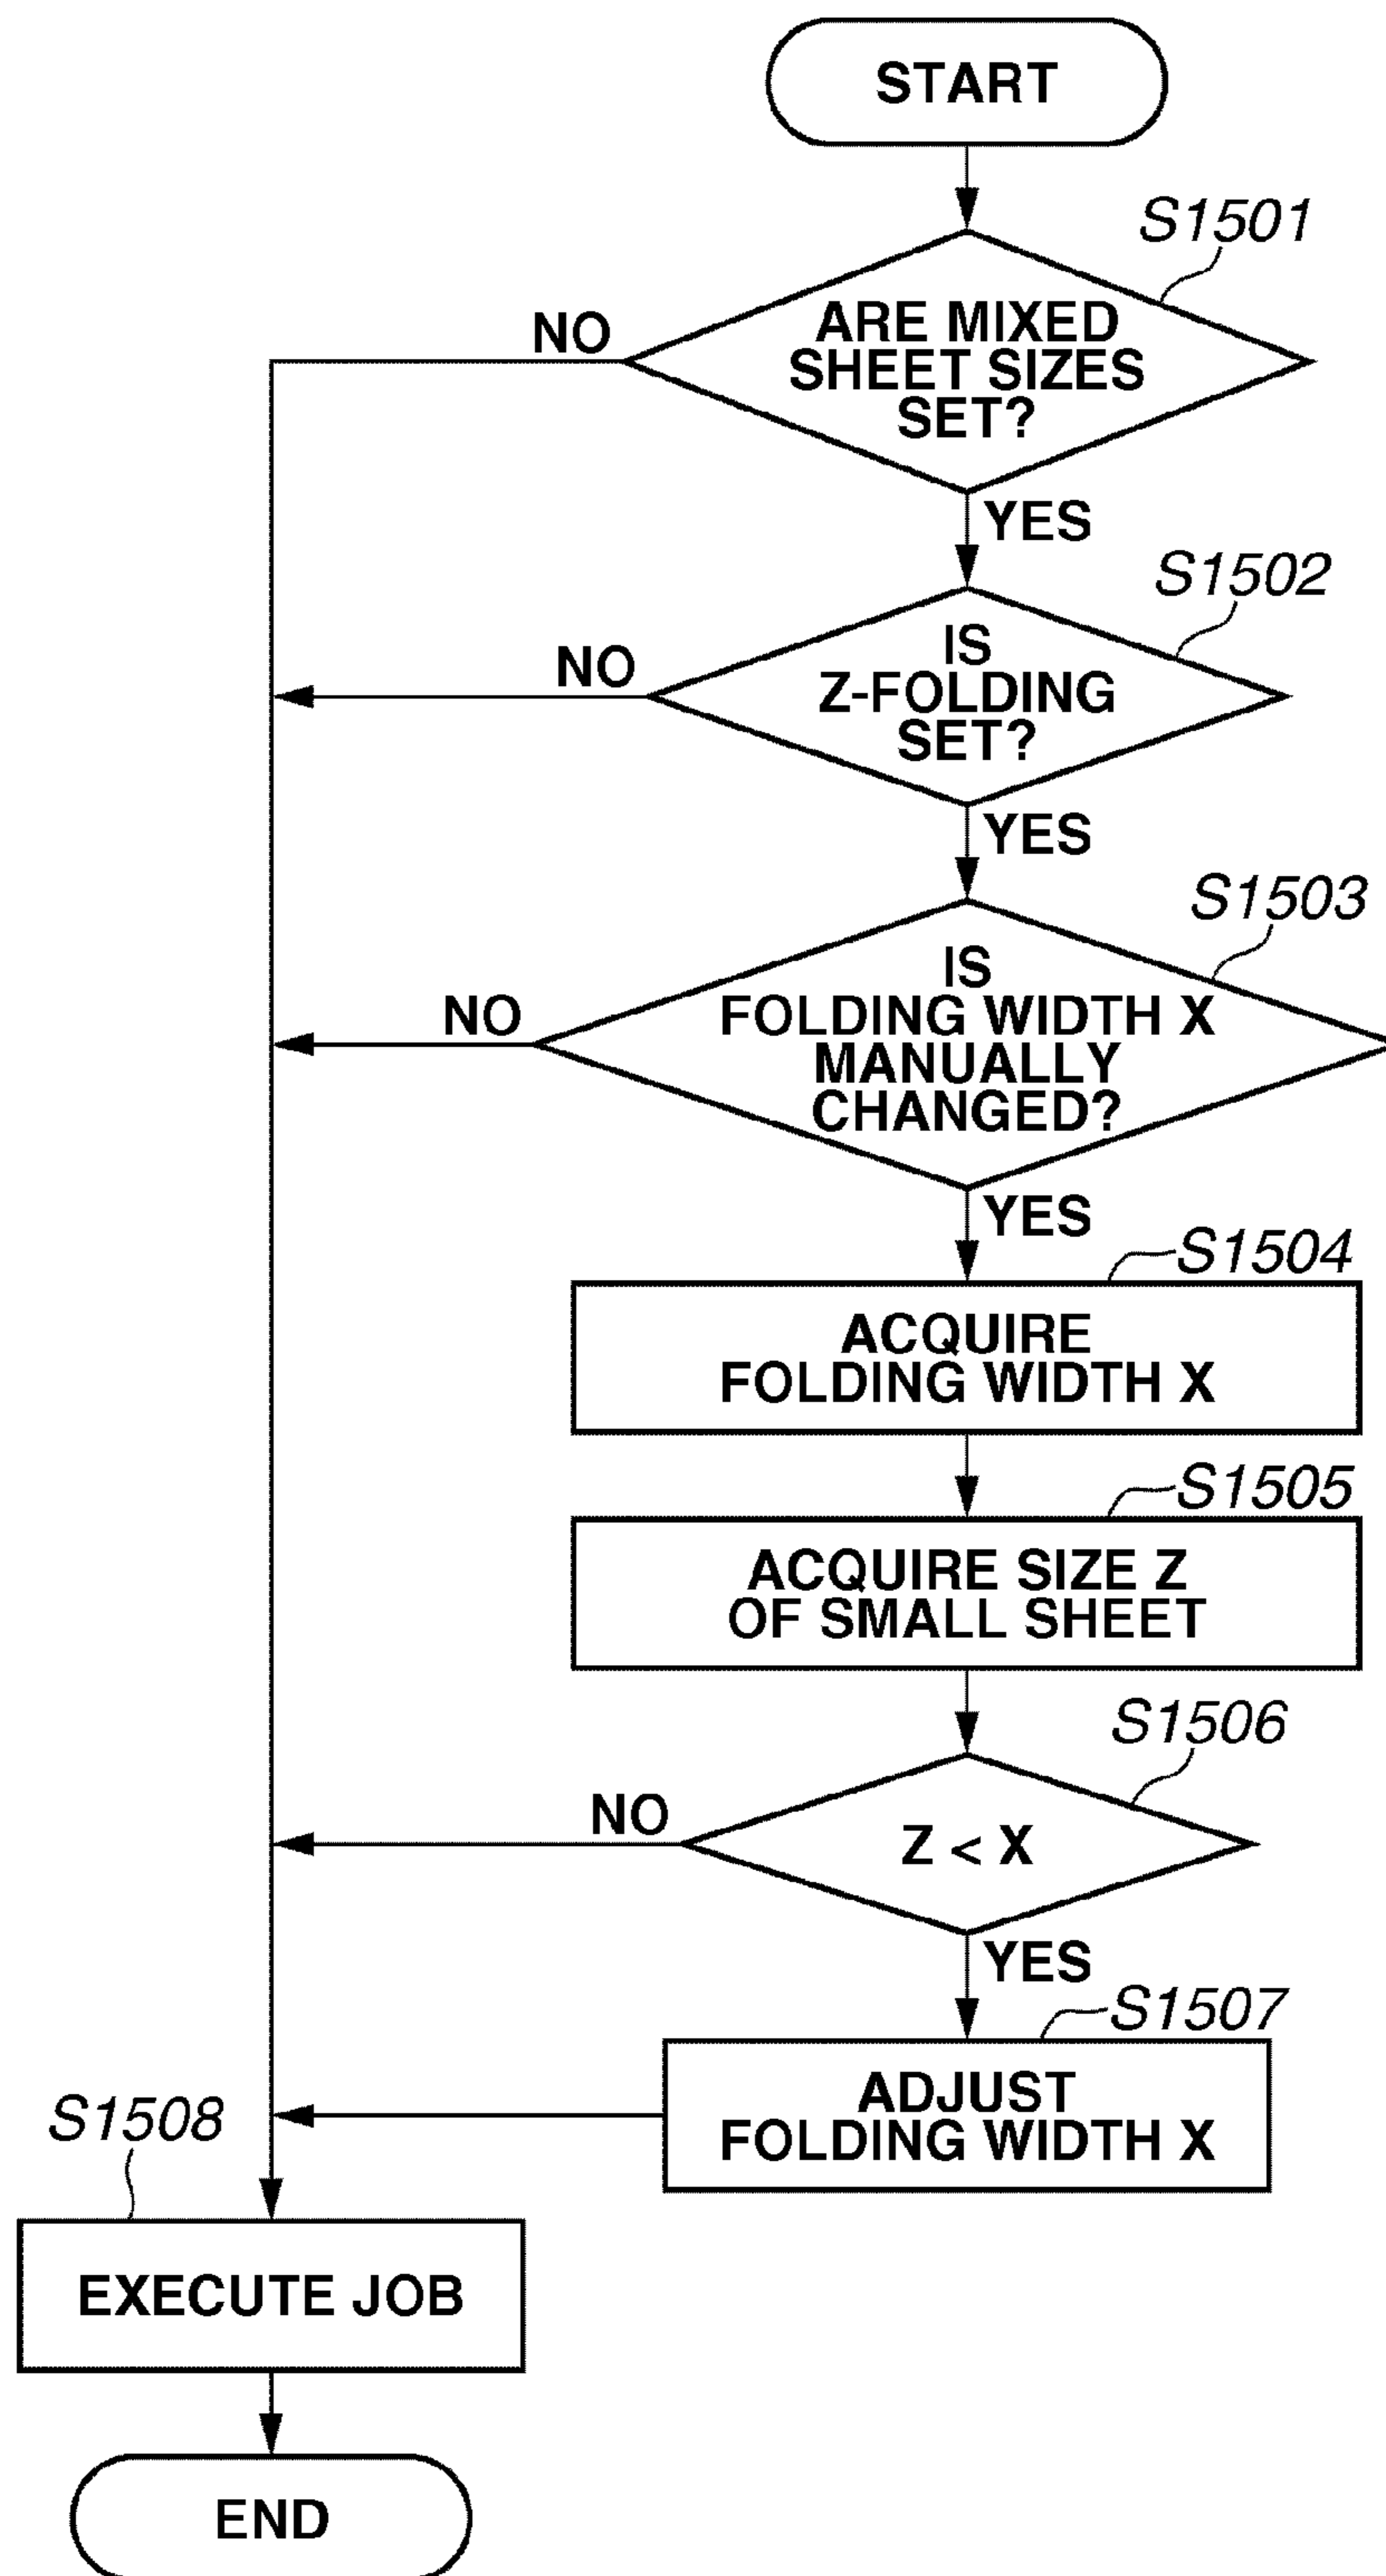 START
S1501
ARE MIXED
SHEET SIZES
SET?
NO
YES
S1502
IS
Z-FOLDING
SET?
NO
YES
S1503
IS
FOLDING WIDTH X
MANUALLY
CHANGED?
NO
YES
S1504
ACQUIRE
FOLDING WIDTH X
S1505
ACQUIRE SIZE Z
OF SMALL SHEET
S1506
Z < X
NO
YES
S1507
ADJUST
FOLDING WIDTH X
S1508
EXECUTE JOB
END